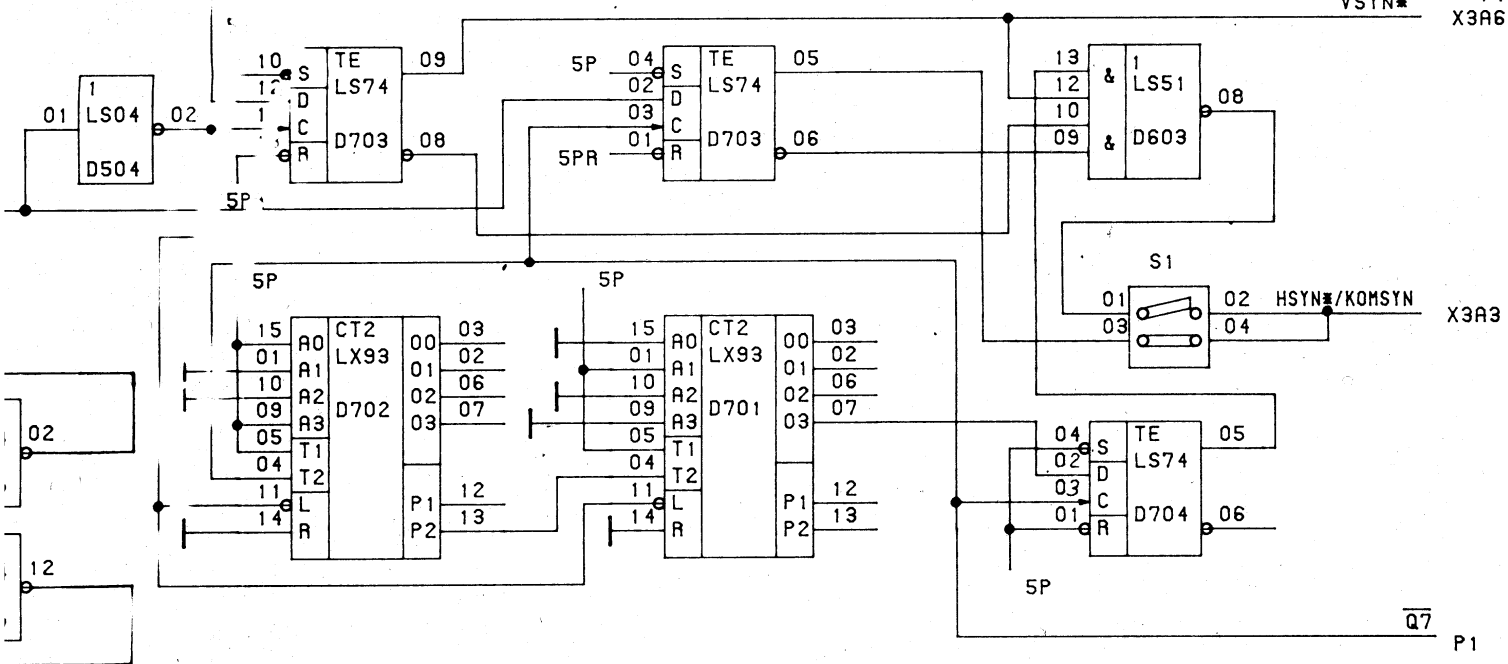 VSYN*
X3A6
01
1
LS04
D504
02
10
12
1
S
D
C
R
TE
LS74
D703
09
08
5P
5P
5PR
04
02
03
01
S
D
C
R
TE
LS74
D703
05
06
13
12
10
09
&
&
1
LS51
D603
08
S1
01
03
02
04
HSYN*/KOMSYN
X3A3
5P
15
01
10
09
05
04
11
14
A0
A1
A2
A3
T1
T2
L
R
CT2
LX93
D702
00
01
02
03
P1
P2
03
02
06
07
12
13
5P
15
01
10
09
05
04
11
14
A0
A1
A2
A3
T1
T2
L
R
CT2
LX93
D701
00
01
02
03
P1
P2
03
02
06
07
12
13
04
02
03
01
S
D
C
R
TE
LS74
D704
05
06
5P
02
12
Q̅7̅
P1